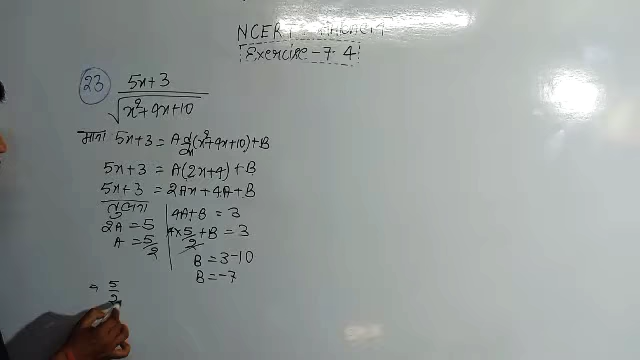 NCERT
Exercise-7.4
23 5x+3
√x²+4x+10
माना 5x+3 = A d/dx (x²+4x+10)+B
5x+3 = A(2x+4)+B
5x+3 = 2Ax+4A+B
तुलना
2A = 5
A = 5/2
4A+B = 3
4×5/2+B = 3
B = 3-10
B = -7
⇒ 5/2